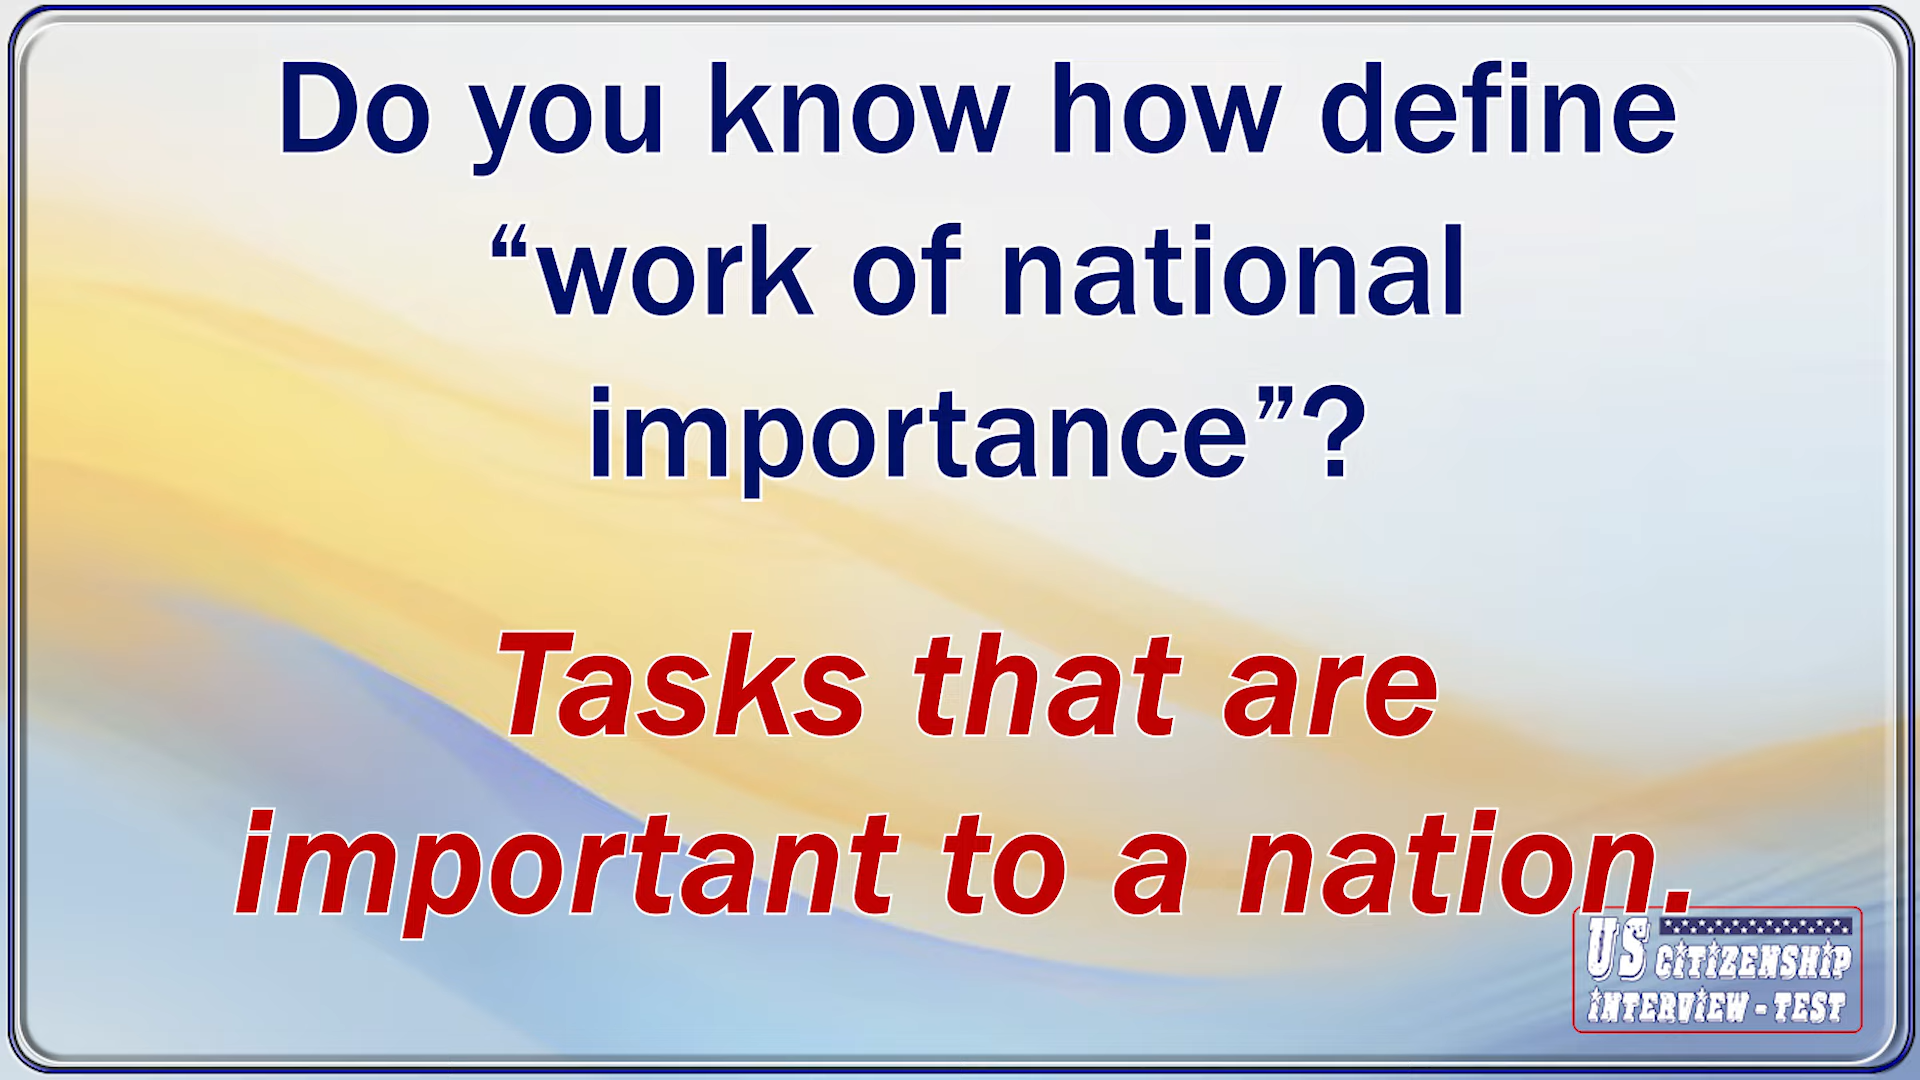 Do you know how define
“work of national
importance”?
Tasks that are
important to a nation.
US CITIZENSHIP
INTERVIEW - TEST